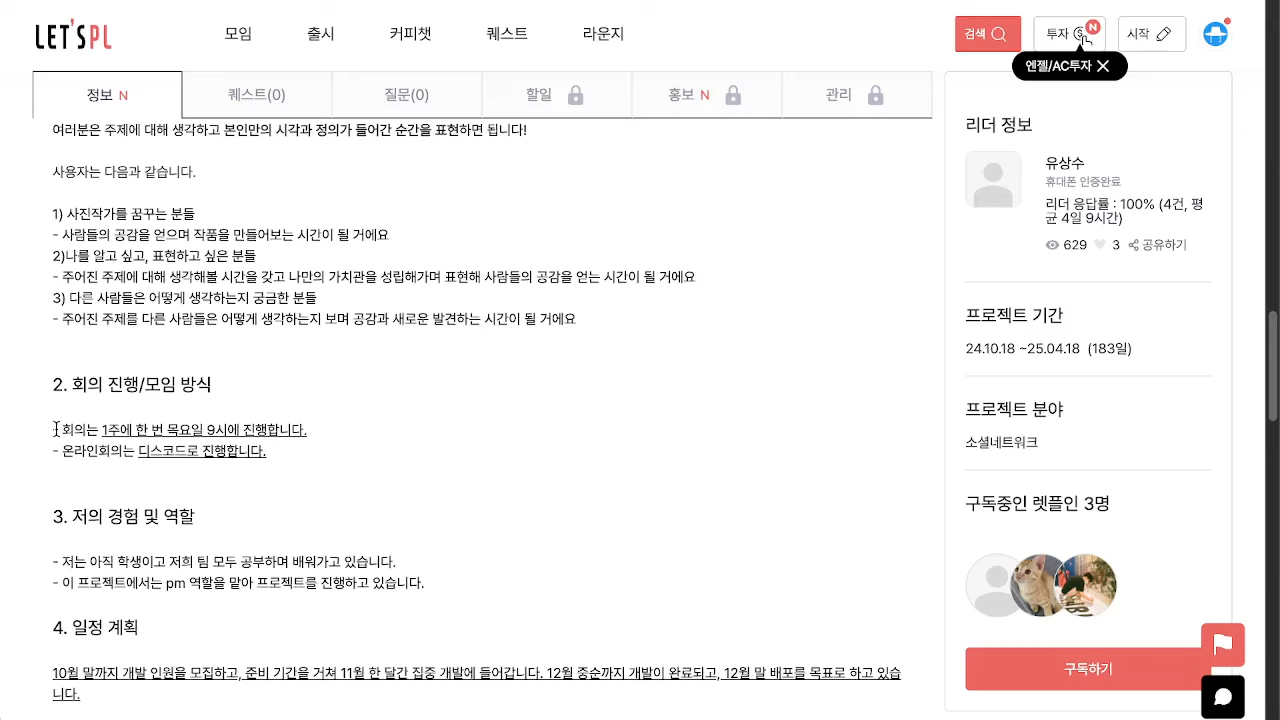 LET'SPL
모임
출시
커피챗
퀘스트
라운지
검색
투자
N
시작
엔젤/AC투자
정보 N
퀘스트(0)
질문(0)
할일
홍보 N
관리
여러분은 주제에 대해 생각하고 본인만의 시각과 정의가 들어간 순간을 표현하면 됩니다!
사용자는 다음과 같습니다.
1) 사진작가를 꿈꾸는 분들
- 사람들의 공감을 얻으며 작품을 만들어보는 시간이 될 거에요
2)나를 알고 싶고, 표현하고 싶은 분들
- 주어진 주제에 대해 생각해볼 시간을 갖고 나만의 가치관을 성립해가며 표현해 사람들의 공감을 얻는 시간이 될 거에요
3) 다른 사람들은 어떻게 생각하는지 궁금한 분들
- 주어진 주제를 다른 사람들은 어떻게 생각하는지 보며 공감과 새로운 발견하는 시간이 될 거에요
2. 회의 진행/모임 방식
회의는 1주에 한 번 목요일 9시에 진행합니다.
- 온라인회의는 디스코드로 진행합니다.
3. 저의 경험 및 역할
- 저는 아직 학생이고 저희 팀 모두 공부하며 배워가고 있습니다.
- 이 프로젝트에서는 pm 역할을 맡아 프로젝트를 진행하고 있습니다.
4. 일정 계획
10월 말까지 개발 인원을 모집하고, 준비 기간을 거쳐 11월 한 달간 집중 개발에 들어갑니다. 12월 중순까지 개발이 완료되고, 12월 말 배포를 목표로 하고 있습
니다.
리더 정보
유상수
휴대폰 인증완료
리더 응답률 : 100% (4건, 평
균 4일 9시간)
629 3 공유하기
프로젝트 기간
24.10.18 ~25.04.18 (183일)
프로젝트 분야
소셜네트워크
구독중인 렛플인 3명
구독하기